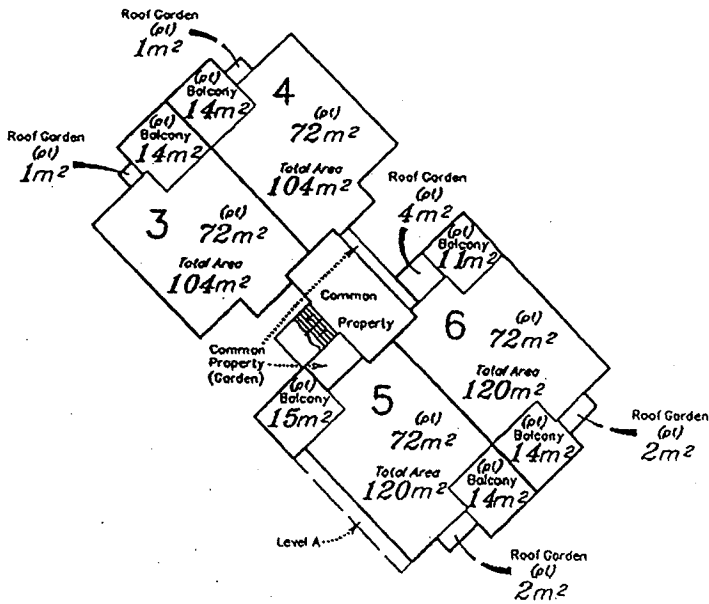 Roof Garden
(pt)
1m²
(pt)
Balcony
14m²
4
(pt)
72m²
Total Area
104m²
Roof Garden
(pt)
1m²
(pt)
Balcony
14m²
3
(pt)
72m²
Total Area
104m²
Roof Garden
(pt)
4m²
(pt)
Balcony
11m²
Common
Property
6
(pt)
72m²
Total Area
120m²
Common
Property
(Garden)
(pt)
Balcony
15m²
5
(pt)
72m²
Total Area
120m²
(pt)
Balcony
14m²
Roof Garden
(pt)
2m²
(pt)
Balcony
14m²
Level A
Roof Garden
(pt)
2m²